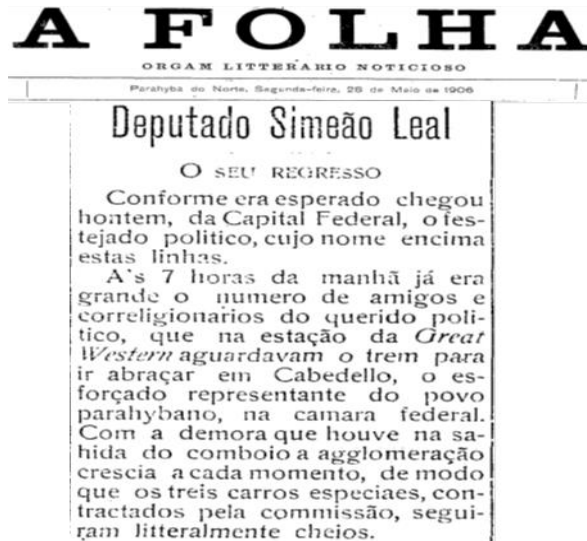 A FOLHA
ORGAM LITTERARIO NOTICIOSO
Parahyba do Norte, Segunda-feira, 28 de Maio de 1906
Deputado Simeão Leal
O SEU REGRESSO
Conforme era esperado chegou
hontem, da Capital Federal, o fes-
tejado politico, cujo nome encima
estas linhas.
A's 7 horas da manhã já era
grande o numero de amigos e
correligionarios do querido poli-
tico, que na estação da Great
Western aguardavam o trem para
ir abraçar em Cabedello, o es-
forçado representante do povo
parahybano, na camara federal.
Com a demora que houve na sa-
hida do comboio a agglomeração
crescia a cada momento, de modo
que os treis carros especiaes, con-
tractados pela commissão, segui-
ram litteralmente cheios.